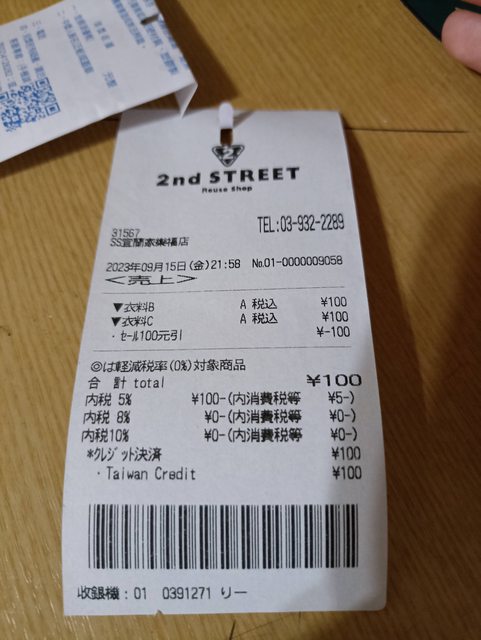 2nd STREET
Reuse Shop
TEL:03-932-2289
31567
SS宜蘭家樂福店
2023年09月15日(金)21:58 №01-0000009058
<売上>
▼衣料B A 税込 ¥100
▼衣料C A 税込 ¥100
・セール100元引 ¥-100
◎は軽減税率(0%)対象商品
合 計 total ¥100
内税 5% ¥100-(内消費税等 ¥5-)
内税 8% ¥0-(内消費税等 ¥0-)
内税10% ¥0-(内消費税等 ¥0-)
*クレジット決済 ¥100
・Taiwan Credit ¥100
收銀機：01 0391271 りー